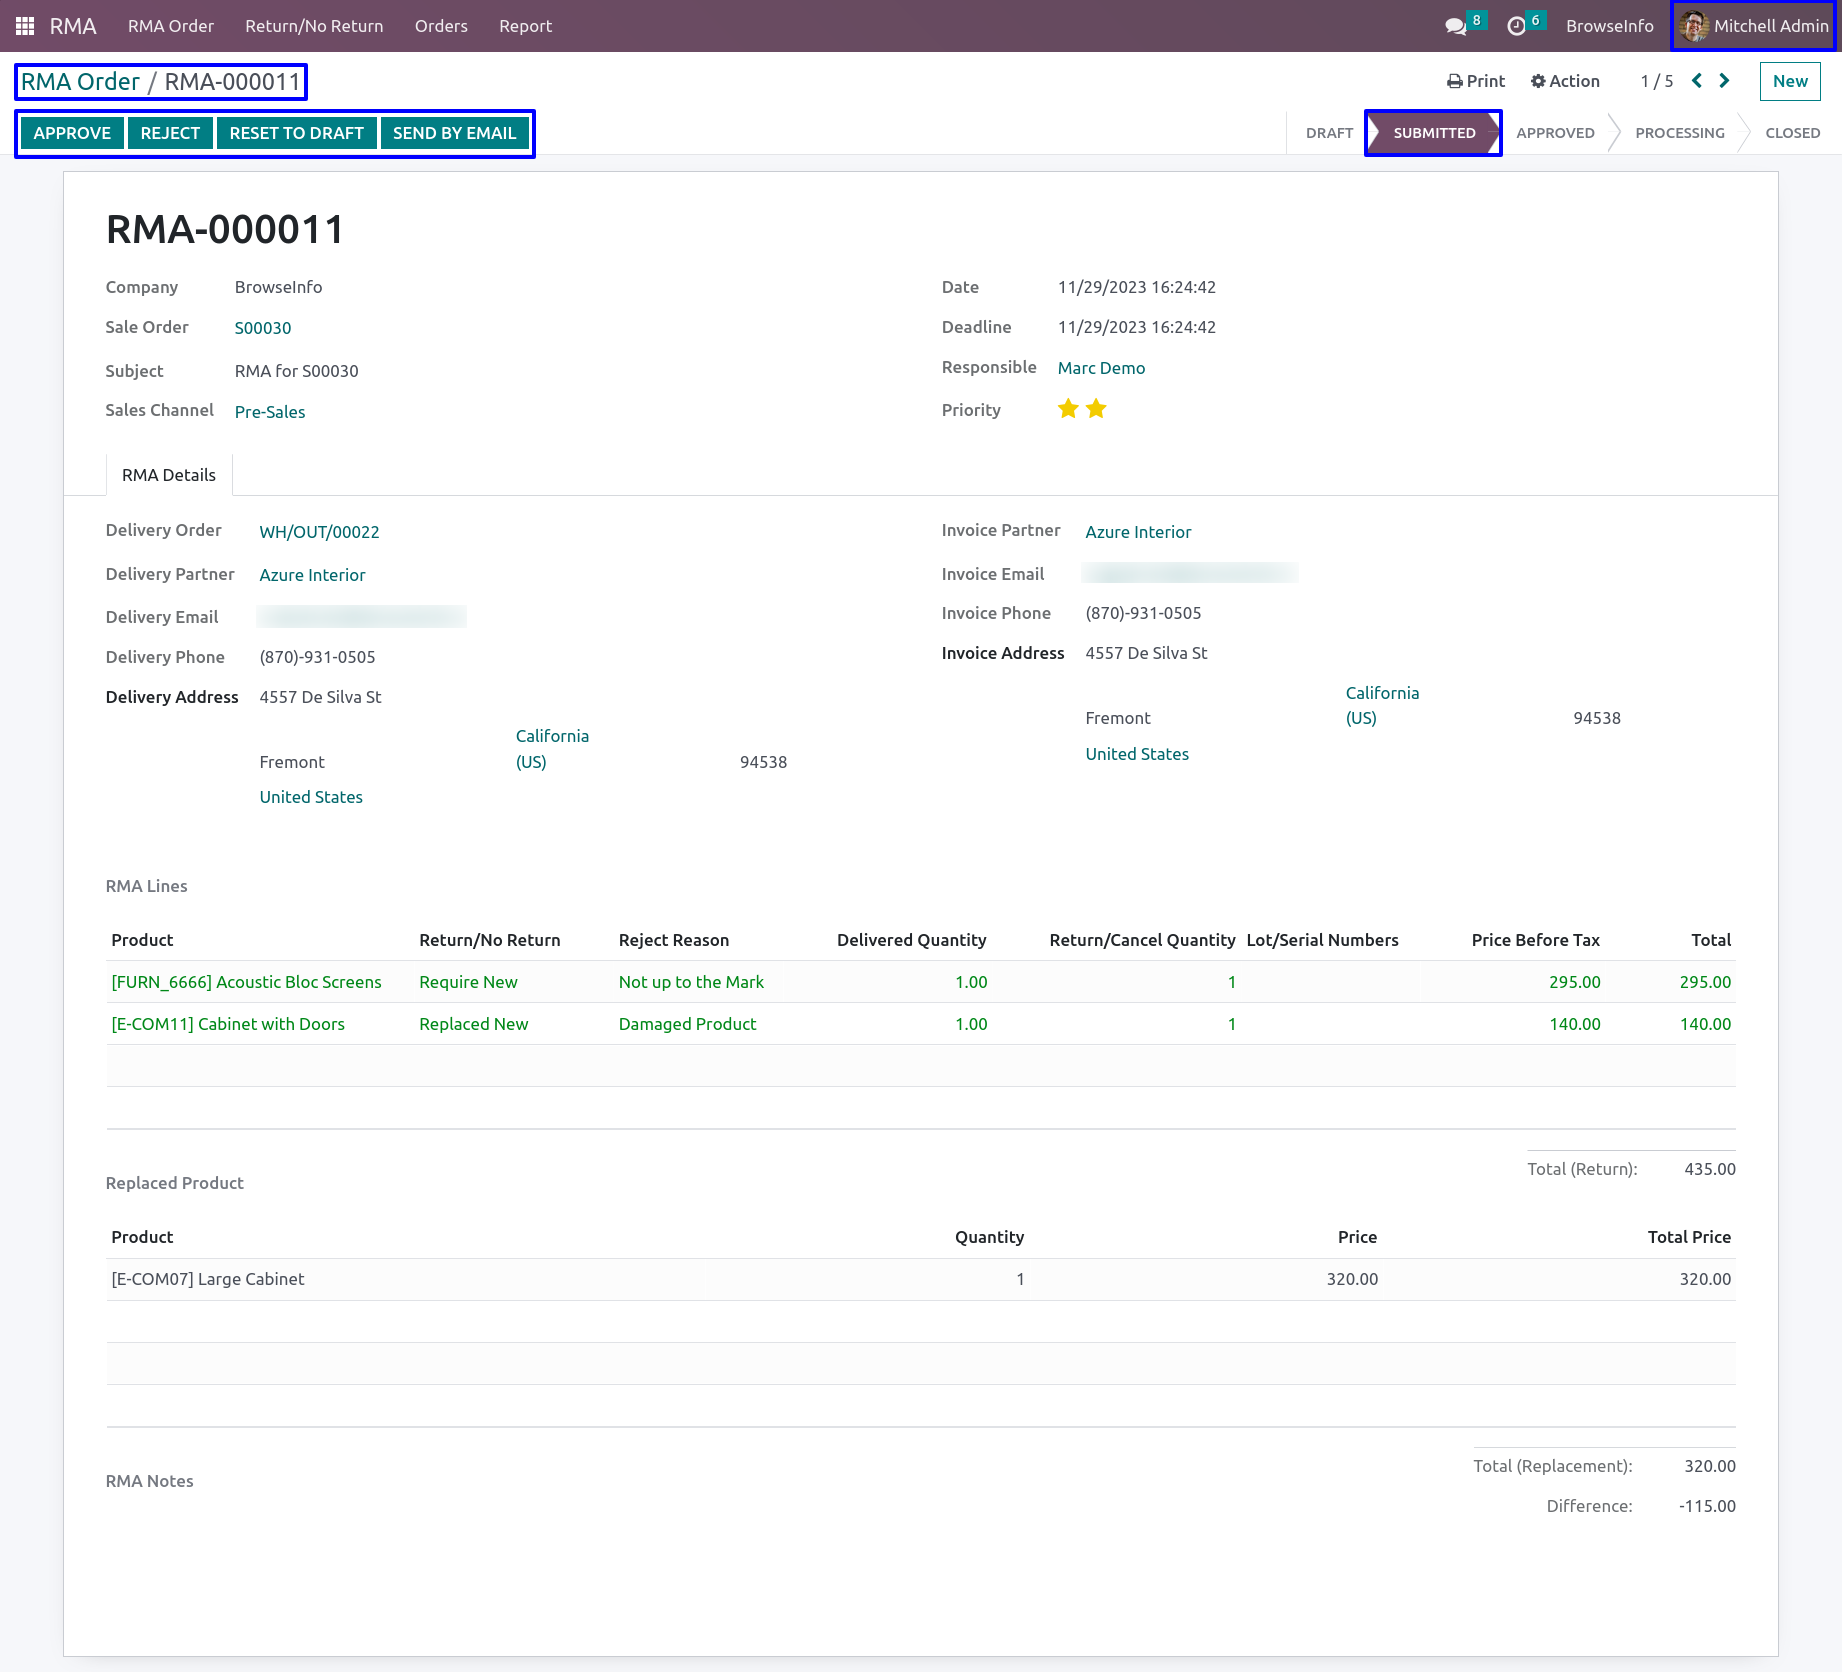 RMA RMA Order Return/No Return Orders Report 8 6 BrowseInfo Mitchell Admin
RMA Order / RMA-000011 Print Action 1 / 5 New
APPROVE REJECT RESET TO DRAFT SEND BY EMAIL DRAFT SUBMITTED APPROVED PROCESSING CLOSED
RMA-000011
Company BrowseInfo Date 11/29/2023 16:24:42
Sale Order S00030 Deadline 11/29/2023 16:24:42
Subject RMA for S00030 Responsible Marc Demo
Sales Channel Pre-Sales Priority
RMA Details
Delivery Order WH/OUT/00022 Invoice Partner Azure Interior
Delivery Partner Azure Interior Invoice Email
Delivery Email Invoice Phone (870)-931-0505
Delivery Phone (870)-931-0505 Invoice Address 4557 De Silva St
Delivery Address 4557 De Silva St California
Fremont (US) 94538
California United States
Fremont (US) 94538
United States
RMA Lines
Product Return/No Return Reject Reason Delivered Quantity Return/Cancel Quantity Lot/Serial Numbers Price Before Tax Total
[FURN_6666] Acoustic Bloc Screens Require New Not up to the Mark 1.00 1 295.00 295.00
[E-COM11] Cabinet with Doors Replaced New Damaged Product 1.00 1 140.00 140.00
Total (Return): 435.00
Replaced Product
Product Quantity Price Total Price
[E-COM07] Large Cabinet 1 320.00 320.00
Total (Replacement): 320.00
RMA Notes
Difference: -115.00